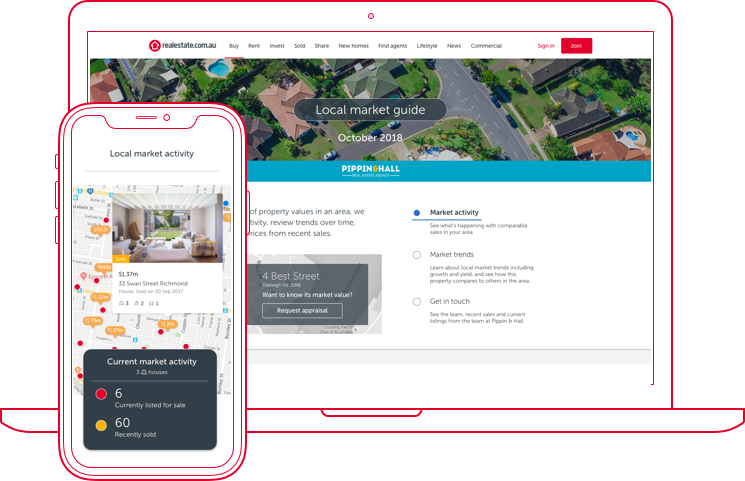 realestate.com.au
Buy Rent Invest Sold Share New homes Find agents Lifestyle News Commercial
Sign in
Join
Local market guide
October 2018
PIPPIN & HALL
REAL ESTATE AGENTS
of property values in an area, we
tivity, review trends over time,
rices from recent sales.
4 Best Street
Oakleigh Vic 3166
Want to know its market value?
Request appraisal
Market activity
See what's happening with comparable
sales in your area
Market trends
Learn about local market trends including
growth and yield, and see how this
property compares to others in the area
Get in touch
See the team, recent sales and current
listings from the team at Pippin & Hall
Local market activity
SOLD
Sold
$1.37m
33 Swan Street Richmond
House, Sold on 30 Sep 2017
3 2 1
$940k
$1.32m
$1.75m
$1.37m
$1.2m
Current market activity
3 houses
6
Currently listed for sale
60
Recently sold